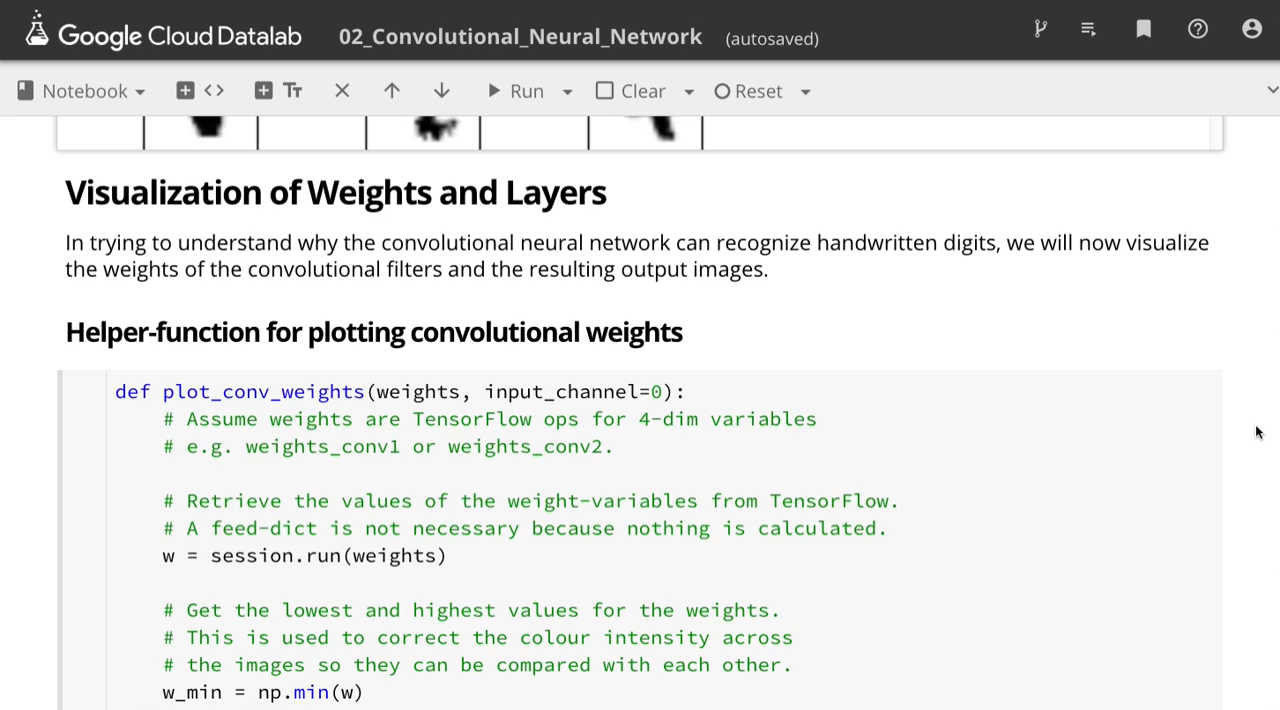 Google Cloud Datalab 02_Convolutional_Neural_Network (autosaved)
Notebook <> Tт Run Clear Reset
Visualization of Weights and Layers
In trying to understand why the convolutional neural network can recognize handwritten digits, we will now visualize
the weights of the convolutional filters and the resulting output images.
Helper-function for plotting convolutional weights
def plot_conv_weights(weights, input_channel=0):
# Assume weights are TensorFlow ops for 4-dim variables
# e.g. weights_conv1 or weights_conv2.
# Retrieve the values of the weight-variables from TensorFlow.
# A feed-dict is not necessary because nothing is calculated.
w = session.run(weights)
# Get the lowest and highest values for the weights.
# This is used to correct the colour intensity across
# the images so they can be compared with each other.
w_min = np.min(w)